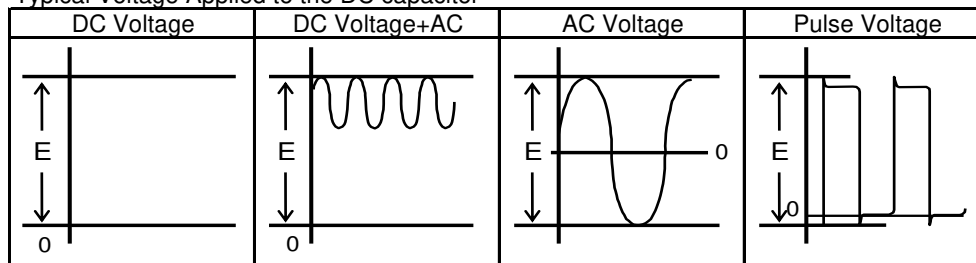 Typical Voltage Applied to the DC capacitor
DC Voltage DC Voltage+AC AC Voltage Pulse Voltage
E E E 0 E
0
0 0